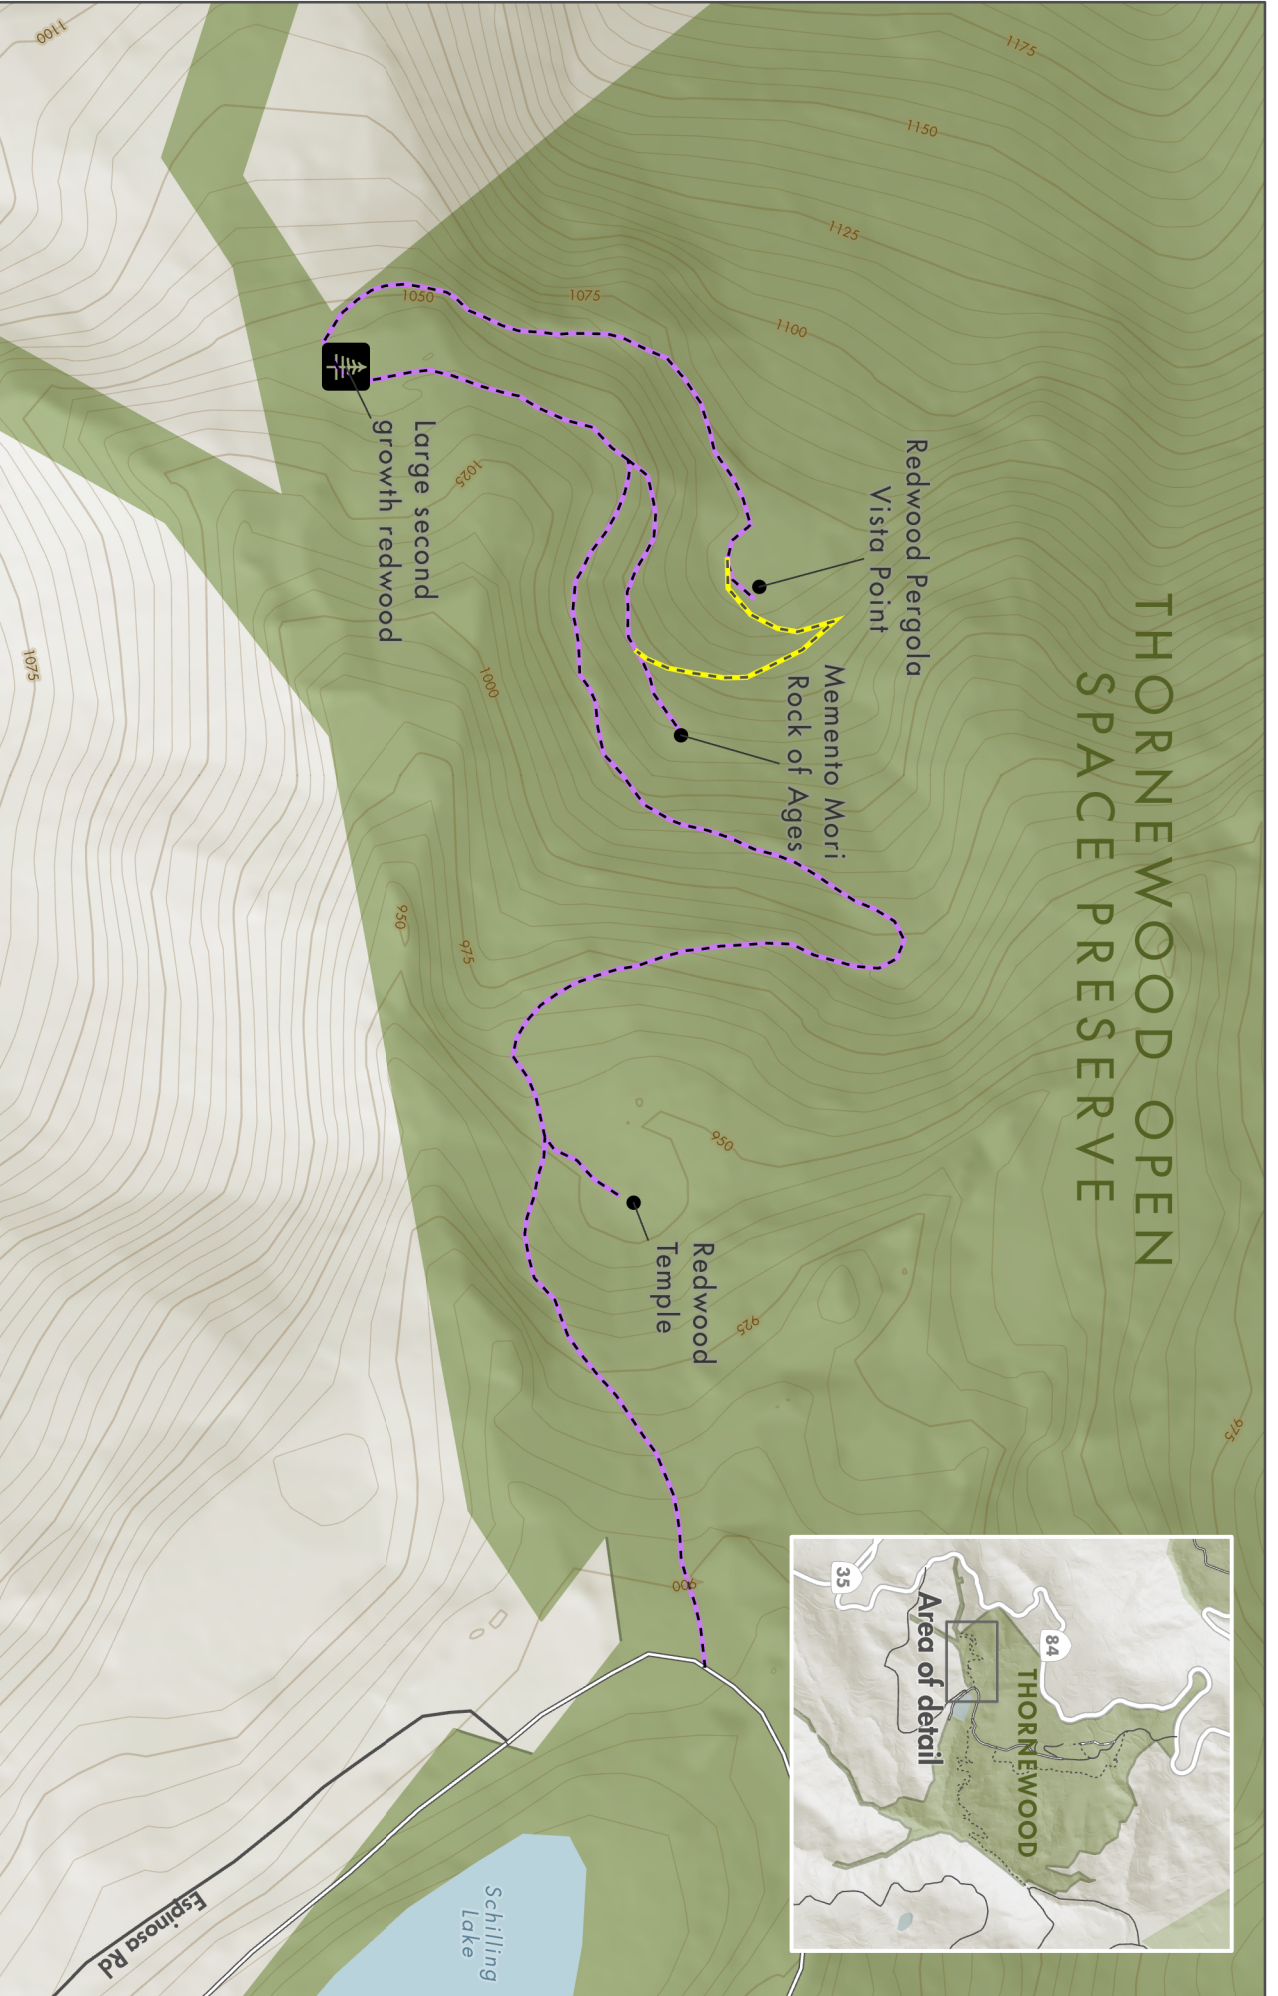 THORNEWOOD OPEN
SPACE PRESERVE
1175
1150
1125
1100
1075
1050
1025
1000
975
950
1100
1075
950
925
975
900
Redwood Pergola
Vista Point
Memento Mori
Rock of Ages
Large second
growth redwood
Redwood
Temple
Schilling
Lake
Espinosa Rd
35
84
THORNEWOOD
Area of detail